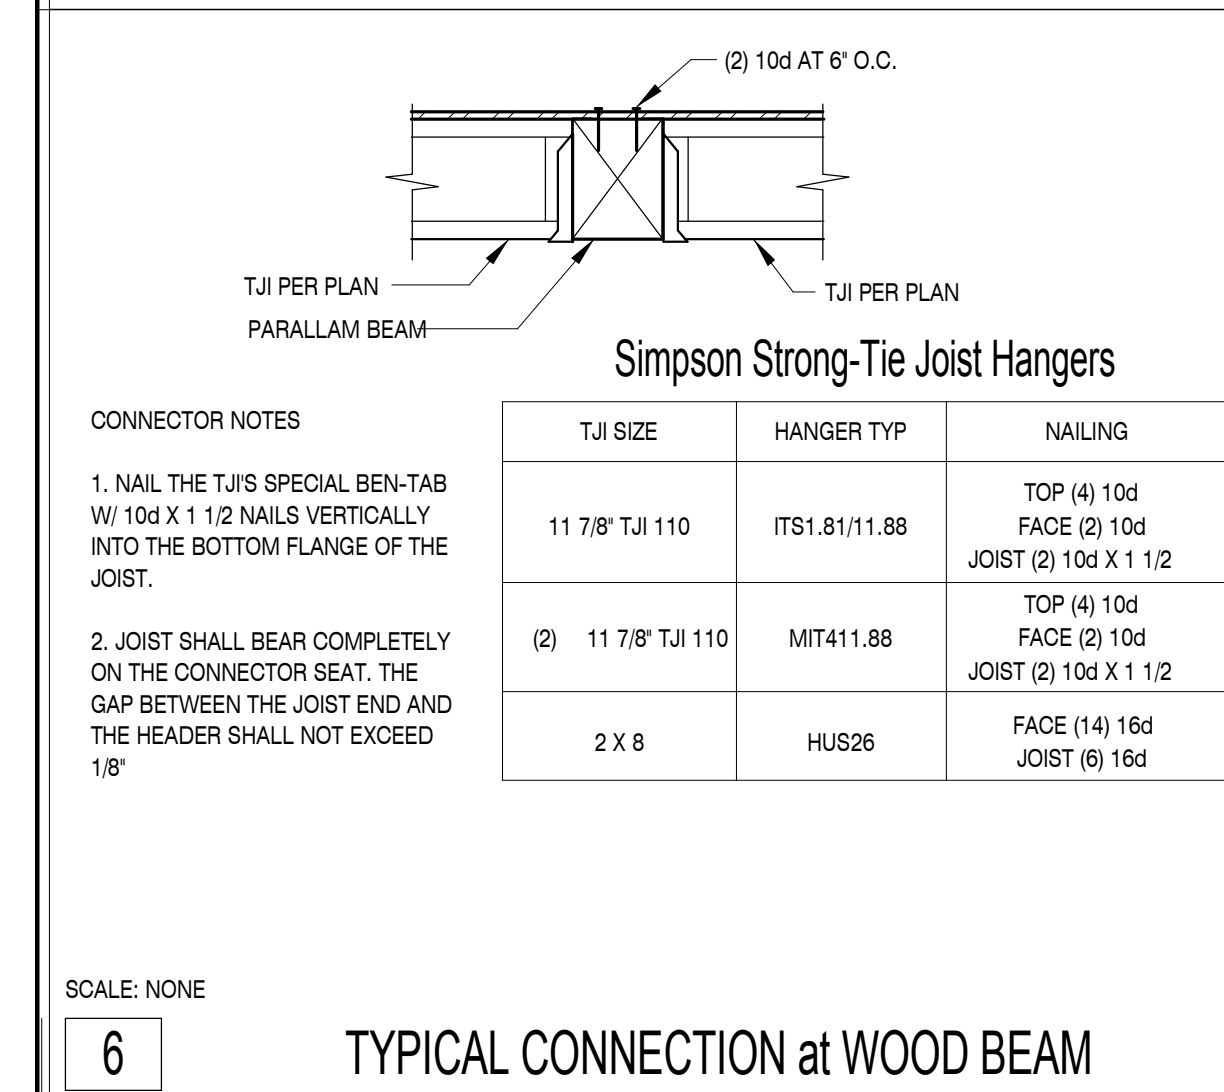 (2) 10d AT 6" O.C.
TJI PER PLAN
TJI PER PLAN
PARALLAM BEAM
Simpson Strong-Tie Joist Hangers
CONNECTOR NOTES
1. NAIL THE TJI'S SPECIAL BEN-TAB
W/ 10d X 1 1/2 NAILS VERTICALLY
INTO THE BOTTOM FLANGE OF THE
JOIST.
2. JOIST SHALL BEAR COMPLETELY
ON THE CONNECTOR SEAT. THE
GAP BETWEEN THE JOIST END AND
THE HEADER SHALL NOT EXCEED
1/8"
TJI SIZE HANGER TYP NAILING
11 7/8" TJI 110 ITS1.81/11.88 TOP (4) 10d
FACE (2) 10d
JOIST (2) 10d X 1 1/2
(2) 11 7/8" TJI 110 MIT411.88 TOP (4) 10d
FACE (2) 10d
JOIST (2) 10d X 1 1/2
2 X 8 HUS26 FACE (14) 16d
JOIST (6) 16d
SCALE: NONE
6 TYPICAL CONNECTION at WOOD BEAM